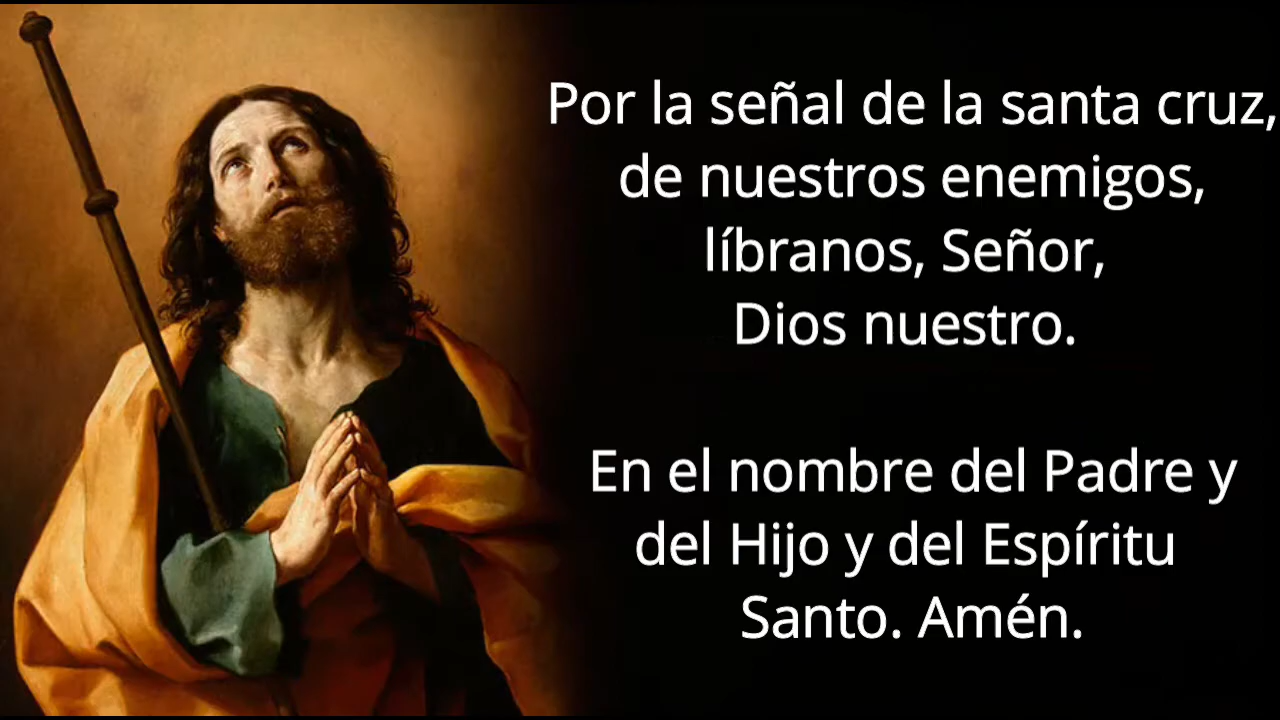 Por la señal de la santa cruz,
de nuestros enemigos,
líbranos, Señor,
Dios nuestro.
En el nombre del Padre y
del Hijo y del Espíritu
Santo. Amén.